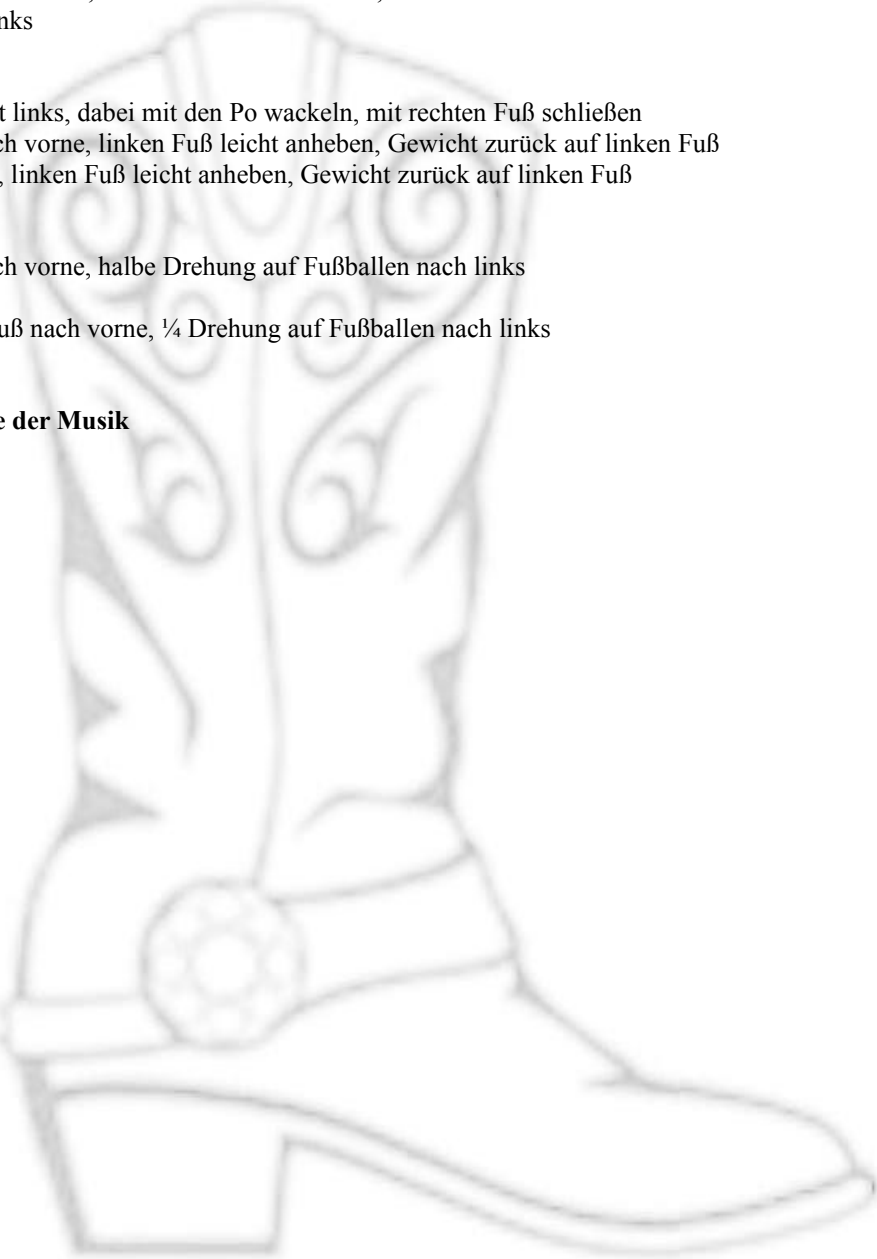 nks
t links, dabei mit den Po wackeln, mit rechten Fuß schließen
ch vorne, linken Fuß leicht anheben, Gewicht zurück auf linken Fuß
, linken Fuß leicht anheben, Gewicht zurück auf linken Fuß
ch vorne, halbe Drehung auf Fußballen nach links
uß nach vorne, ¼ Drehung auf Fußballen nach links
e der Musik